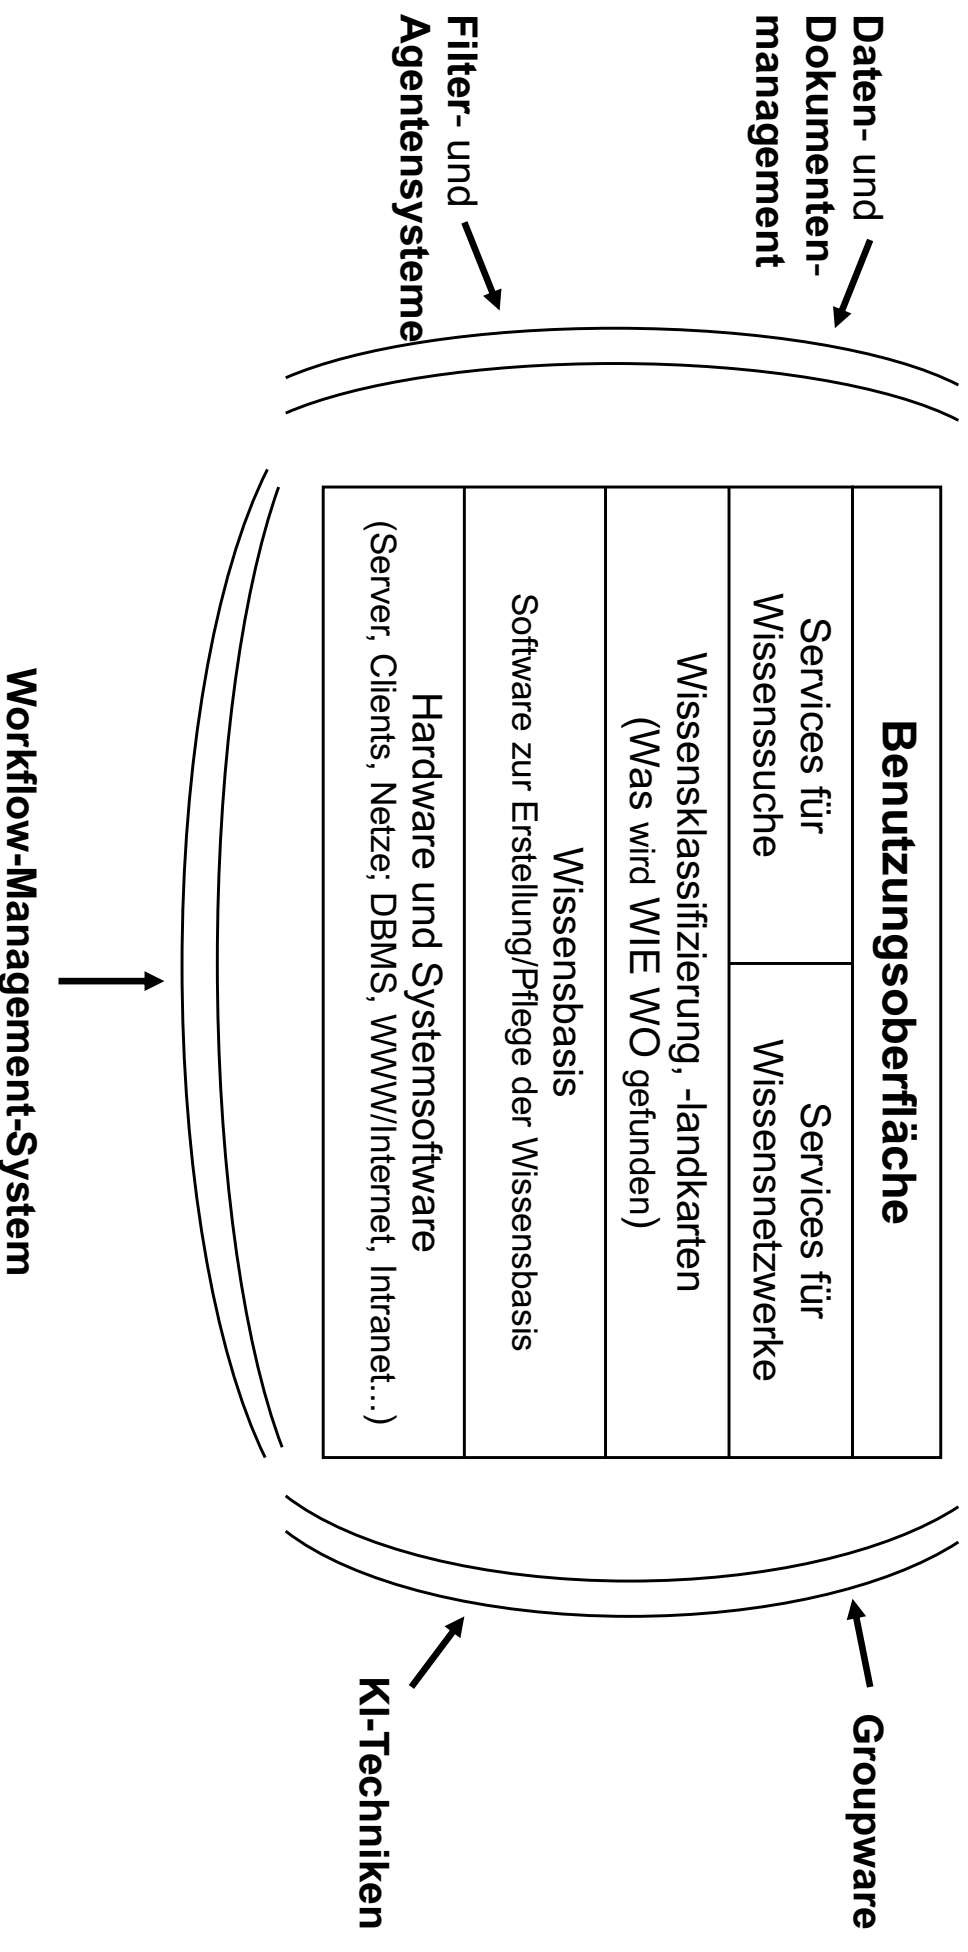 Daten- und
Dokumenten-
management
Filter- und
Agentensysteme
Benutzungsoberfläche
Services für
Wissenssuche
Services für
Wissensnetzwerke
Wissensklassifizierung, -landkarten
(Was wird WIE WO gefunden)
Wissensbasis
Software zur Erstellung/Pflege der Wissensbasis
Hardware und Systemsoftware
(Server, Clients, Netze; DBMS, WWW/Internet, Intranet...)
Groupware
KI-Techniken
Workflow-Management-System